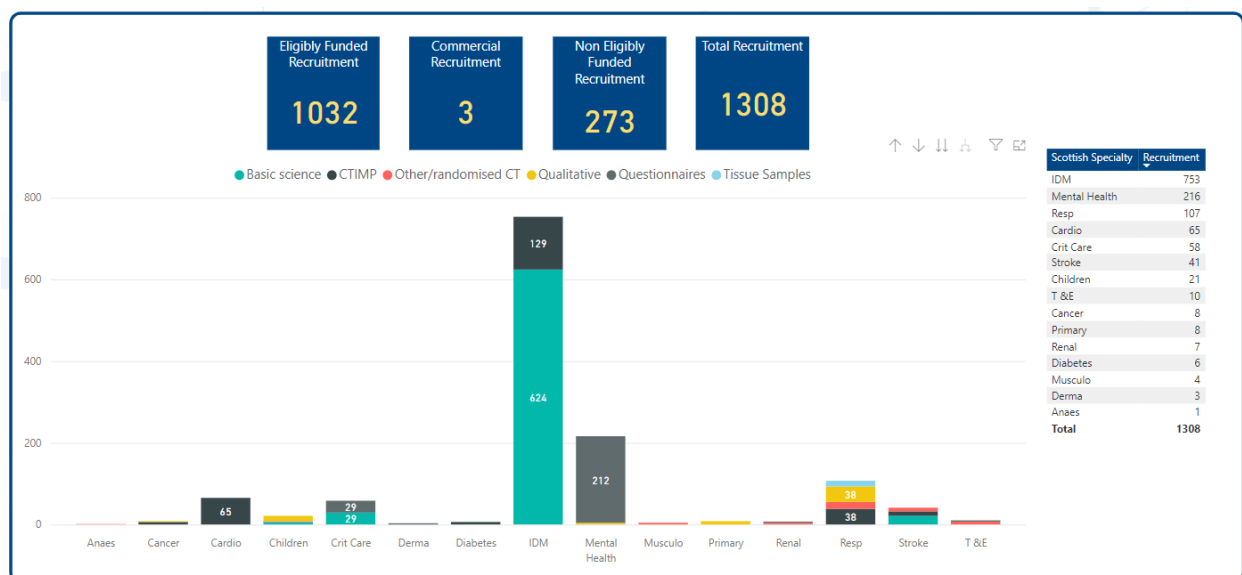 Eligibly Funded
Recruitment
1032
Commercial
Recruitment
3
Non Eligibly
Funded
Recruitment
273
Total Recruitment
1308
Basic science CTIMP Other/randomised CT Qualitative Questionnaires Tissue Samples
800
600
400
200
0
129
624
65
29
29
212
38
38
Anaes Cancer Cardio Children Crit Care Derma Diabetes IDM Mental Health Musculo Primary Renal Resp Stroke T &E
Scottish Specialty Recruitment
IDM 753
Mental Health 216
Resp 107
Cardio 65
Crit Care 58
Stroke 41
Children 21
T &E 10
Cancer 8
Primary 8
Renal 7
Diabetes 6
Musculo 4
Derma 3
Anaes 1
Total 1308